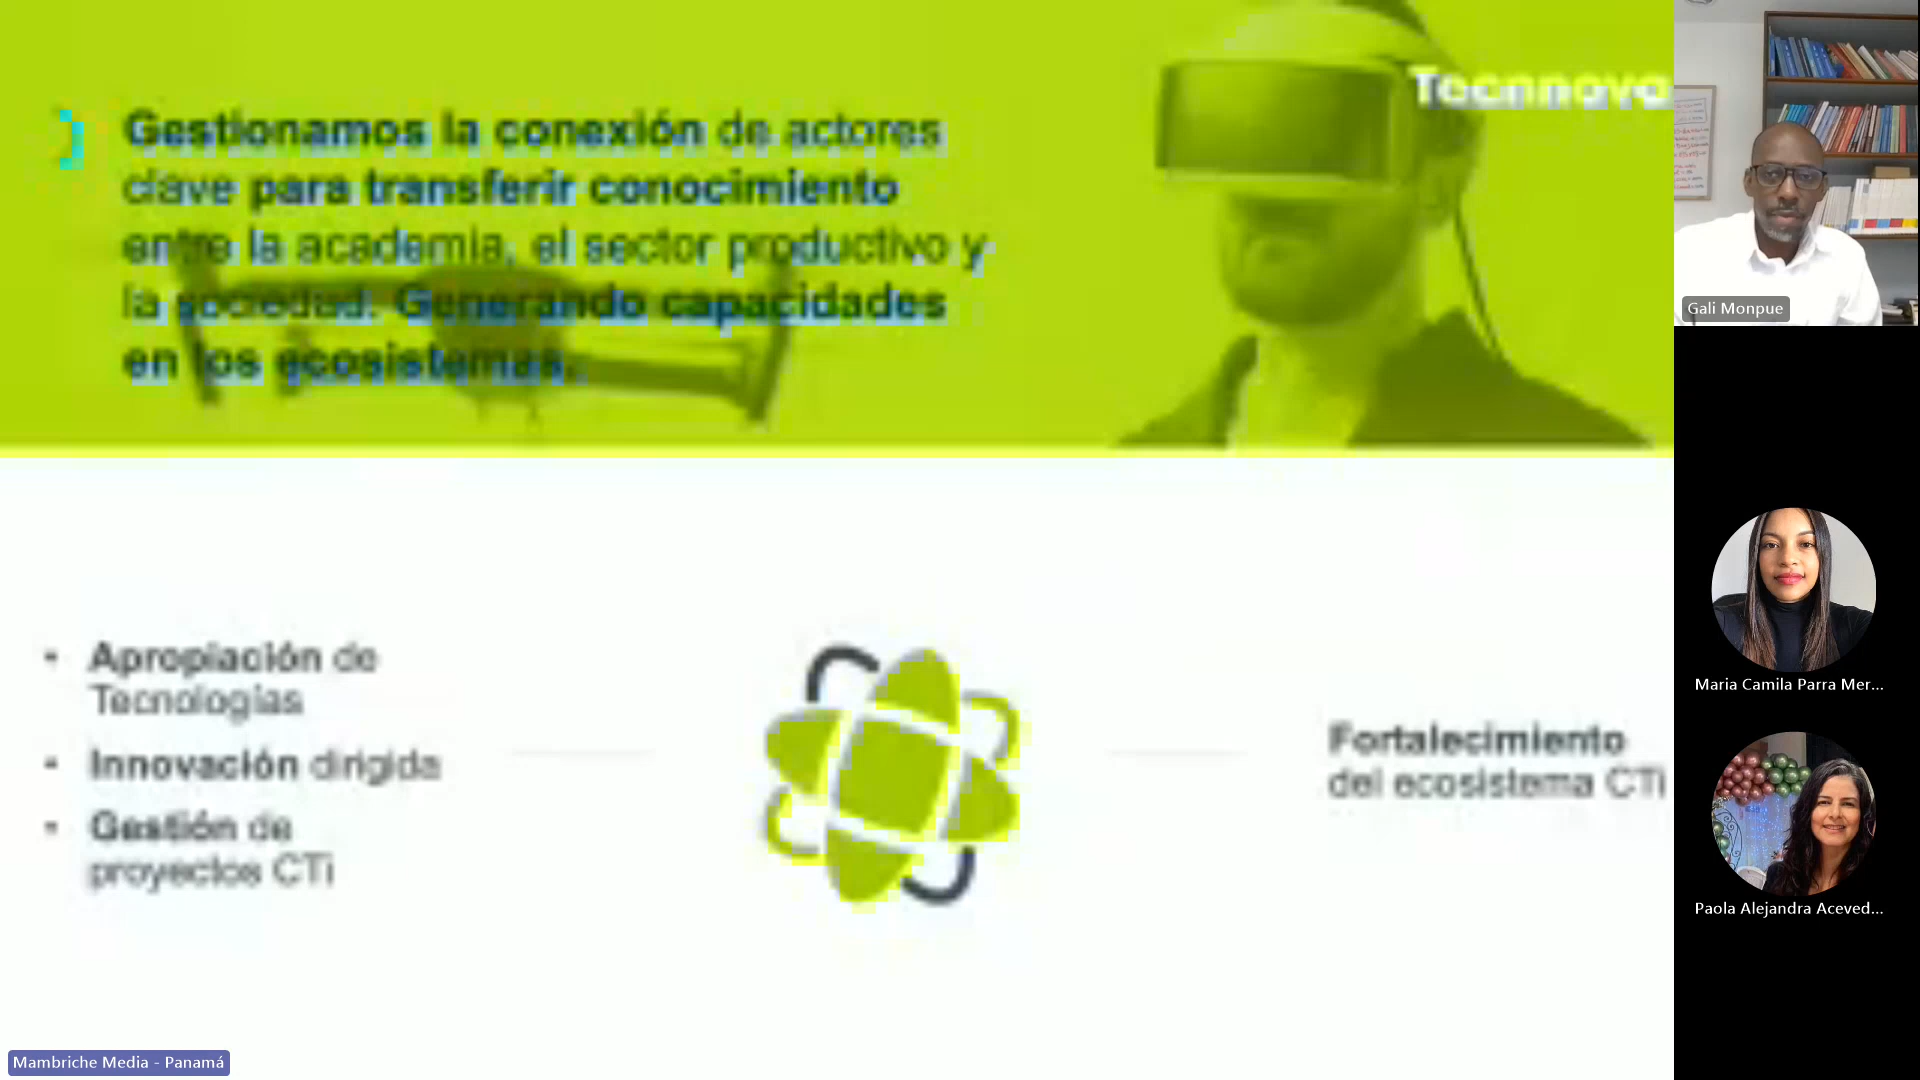 Tecnnova
Gestionamos la conexión de actores
clave para transferir conocimiento
entre la academia, el sector productivo y
la sociedad. Generando capacidades
en los ecosistemas.
• Apropiación de
Tecnologías
• Innovación dirigida
• Gestión de
proyectos CTi
Fortalecimiento
del ecosistema CTi
Gali Monpue
Maria Camila Parra Mer...
Paola Alejandra Aceved...
Mambriche Media - Panamá